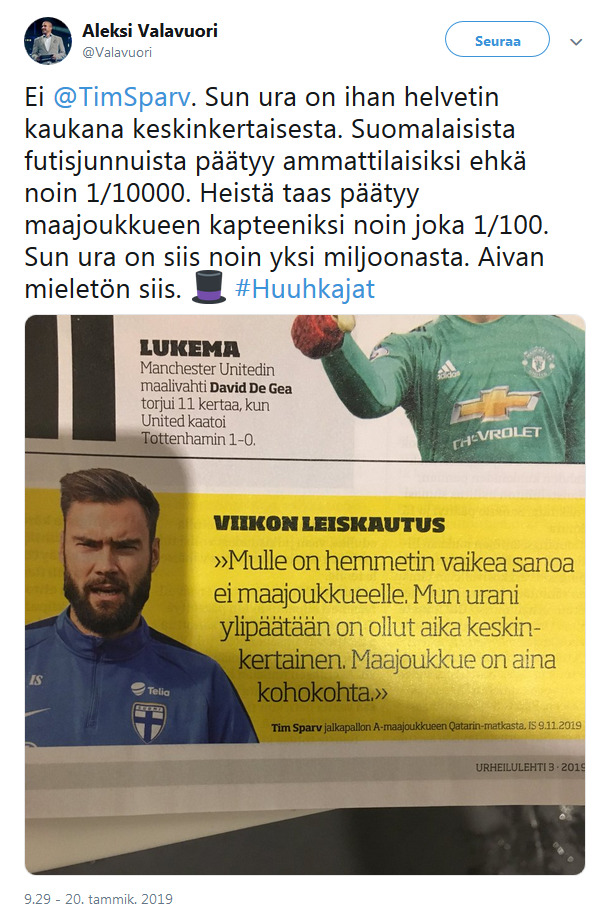 Aleksi Valavuori
@Valavuori
Seuraa
Ei @TimSparv. Sun ura on ihan helvetin
kaukana keskinkertaisesta. Suomalaisista
futisjunnuista päätyy ammattilaisiksi ehkä
noin 1/10000. Heistä taas päätyy
maajoukkueen kapteeniksi noin joka 1/100.
Sun ura on siis noin yksi miljoonasta. Aivan
mieletön siis. #Huuhkajat
LUKEMA
Manchester Unitedin
maalivahti David De Gea
torjui 11 kertaa, kun
United kaatoi
Tottenhamin 1-0.
adidas
CHEVROLET
VIIKON LEISKAUTUS
»Mulle on hemmetin vaikea sanoa
ei maajoukkueelle. Mun urani
ylipäätään on ollut aika keskin-
kertainen. Maajoukkue on aina
kohokohta.»
IS
Telia
Tim Sparv jalkapallon A-maajoukkueen Qatarin-matkasta. IS 9.11.2019
URHEILULEHTI 3 · 2019
9.29 - 20. tammik. 2019